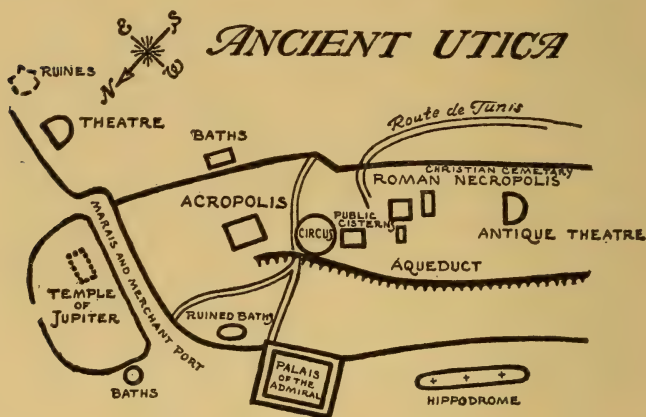 ANCIENT UTICA
E
S
N
W
RUINES
THEATRE
BATHS
Route de Tunis
CHRISTIAN CEMETARY
ROMAN NECROPOLIS
ACROPOLIS
CIRCUS
PUBLIC
CISTERNS
ANTIQUE THEATRE
AQUEDUCT
MARAIS AND MERCHANT PORT
TEMPLE
OF
JUPITER
RUINED BATHS
BATHS
PALAIS
OF THE
ADMIRAL
HIPPODROME